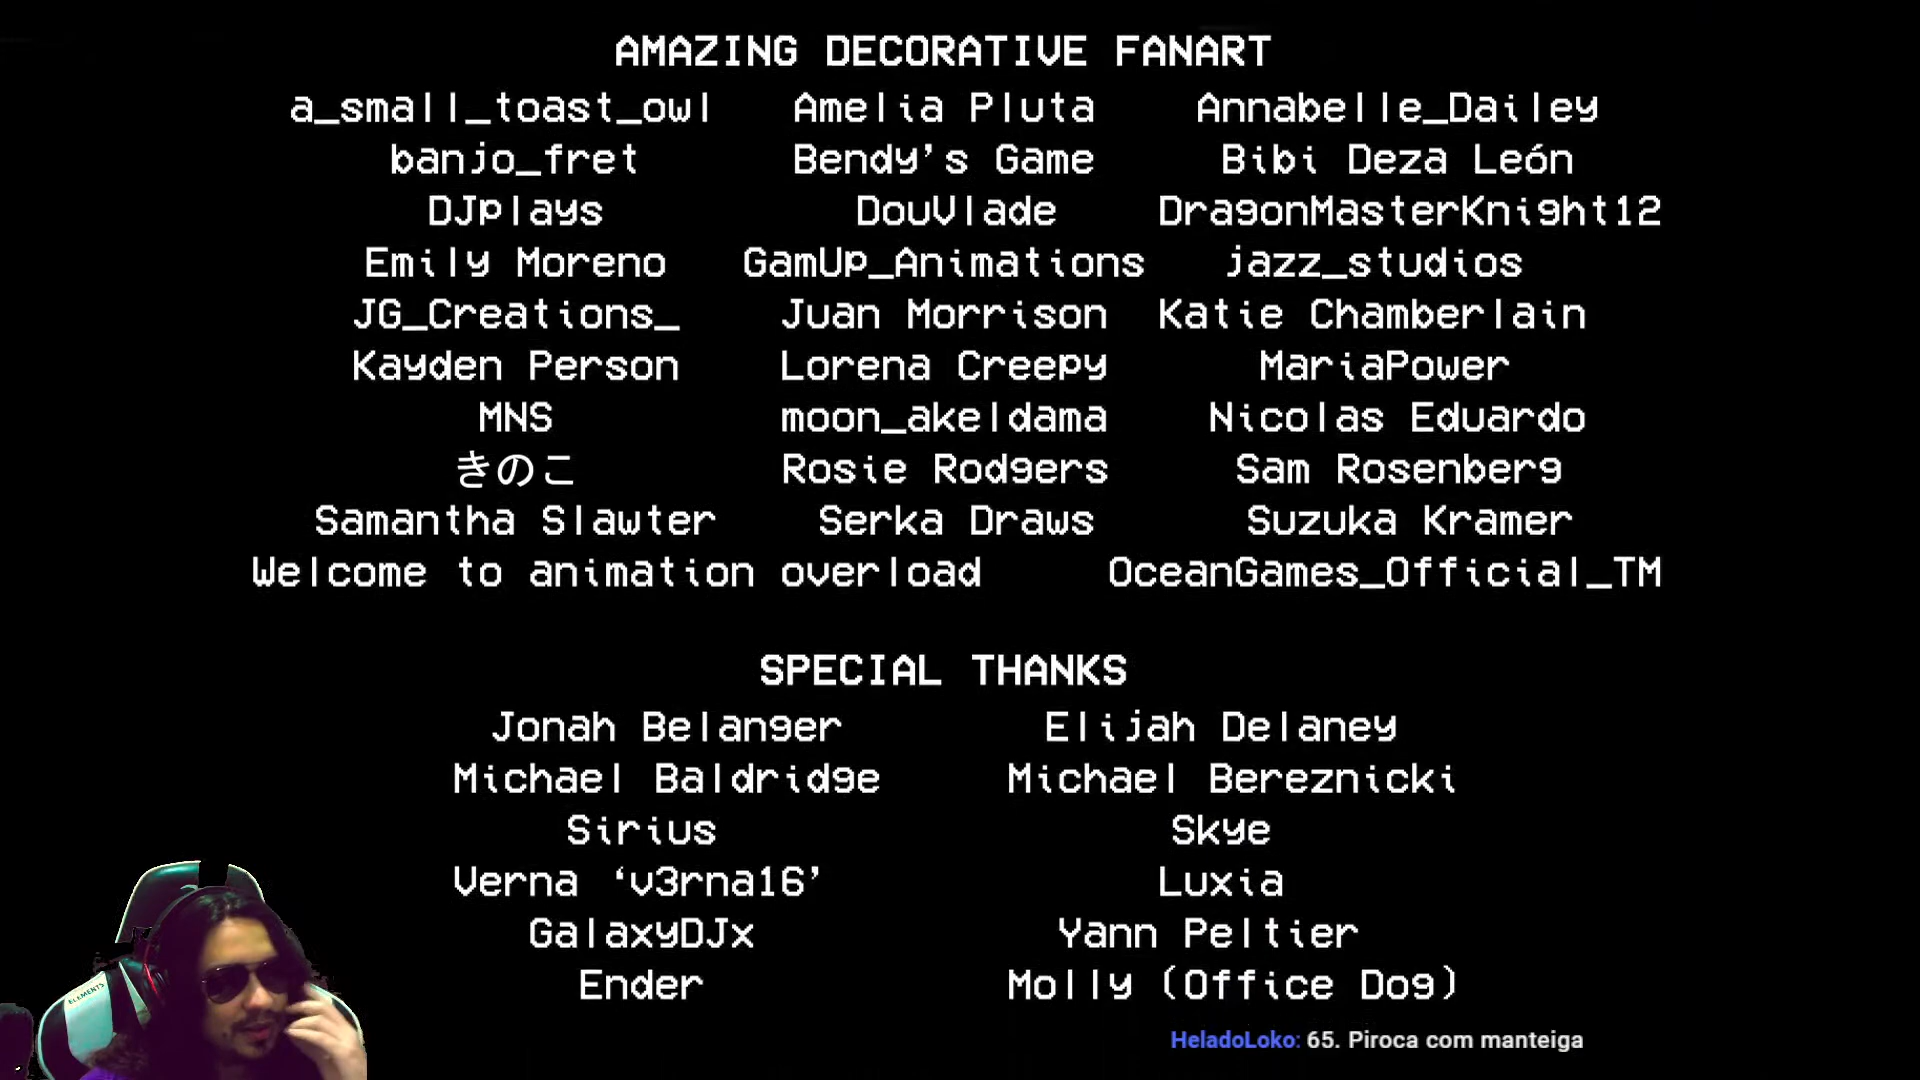 AMAZING DECORATIVE FANART
a_small_toast_owl Amelia Pluta Annabelle_Dailey
banjo_fret Bendy’s Game Bibi Deza León
DJplays DouVlade DragonMasterKnight12
Emily Moreno GamUp_Animations jazz_studios
JG_Creations_ Juan Morrison Katie Chamberlain
Kayden Person Lorena Creepy MariaPower
MNS moon_akeldama Nicolas Eduardo
きのこ Rosie Rodgers Sam Rosenberg
Samantha Slawter Serka Draws Suzuka Kramer
Welcome to animation overload OceanGames_Official_TM
SPECIAL THANKS
Jonah Belanger Elijah Delaney
Michael Baldridge Michael Bereznicki
Sirius Skye
Verna ‘v3rna16’ Luxia
GalaxyDJx Yann Peltier
Ender Molly (Office Dog)
ELEMENTS
HeladoLoko: 65. Piroca com manteiga